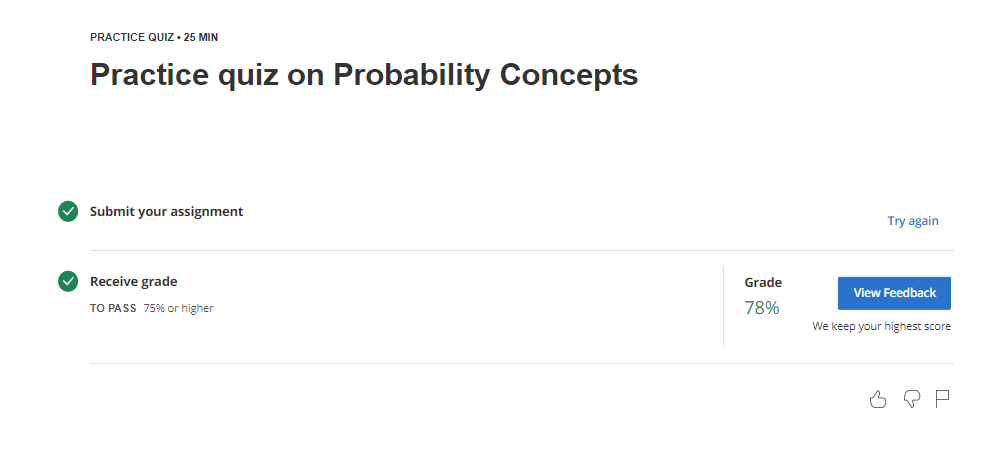 PRACTICE QUIZ • 25 MIN
Practice quiz on Probability Concepts
Submit your assignment
Try again
Receive grade
TO PASS 75% or higher
Grade
78%
View Feedback
We keep your highest score